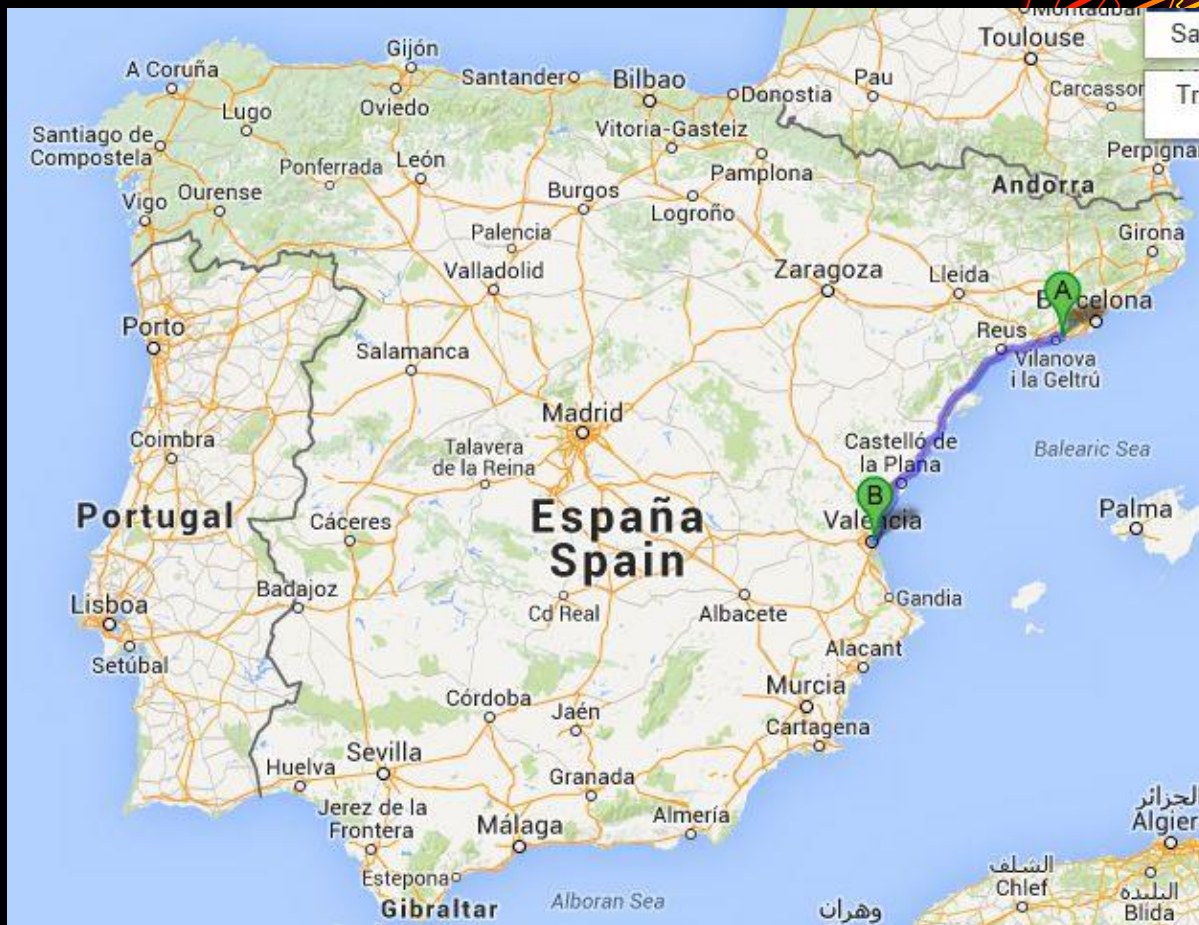 Montauban
Toulouse
Sa
Gijón
A Coruña
Santander
Bilbao
Pau
Carcassor
Tr
Oviedo
Donostia
Lugo
Vitoria-Gasteiz
Santiago de
Compostela
Ponferrada
León
Pamplona
Perpignal
Andorra
Vigo
Ourense
Burgos
Logroño
Palencia
Girona
Valladolid
Zaragoza
Lleida
A
Barcelona
Porto
Reus
Salamanca
Vilanova
i la Geltrú
Madrid
Coimbra
Talavera
de la Reina
Castelló de
la Plana
Balearic Sea
B
Portugal
Cáceres
España
Spain
Valencia
Palma
Badajoz
Lisboa
Cd Real
Albacete
Gandia
Setúbal
Alacant
Murcia
Córdoba
Jaén
Cartagena
Sevilla
Huelva
Granada
Jerez de la
Frontera
Málaga
Almería
الجزائر
Algier
Estepona
Gibraltar
Alboran Sea
الشلف
Chlef
البليدة
Blida
وهران